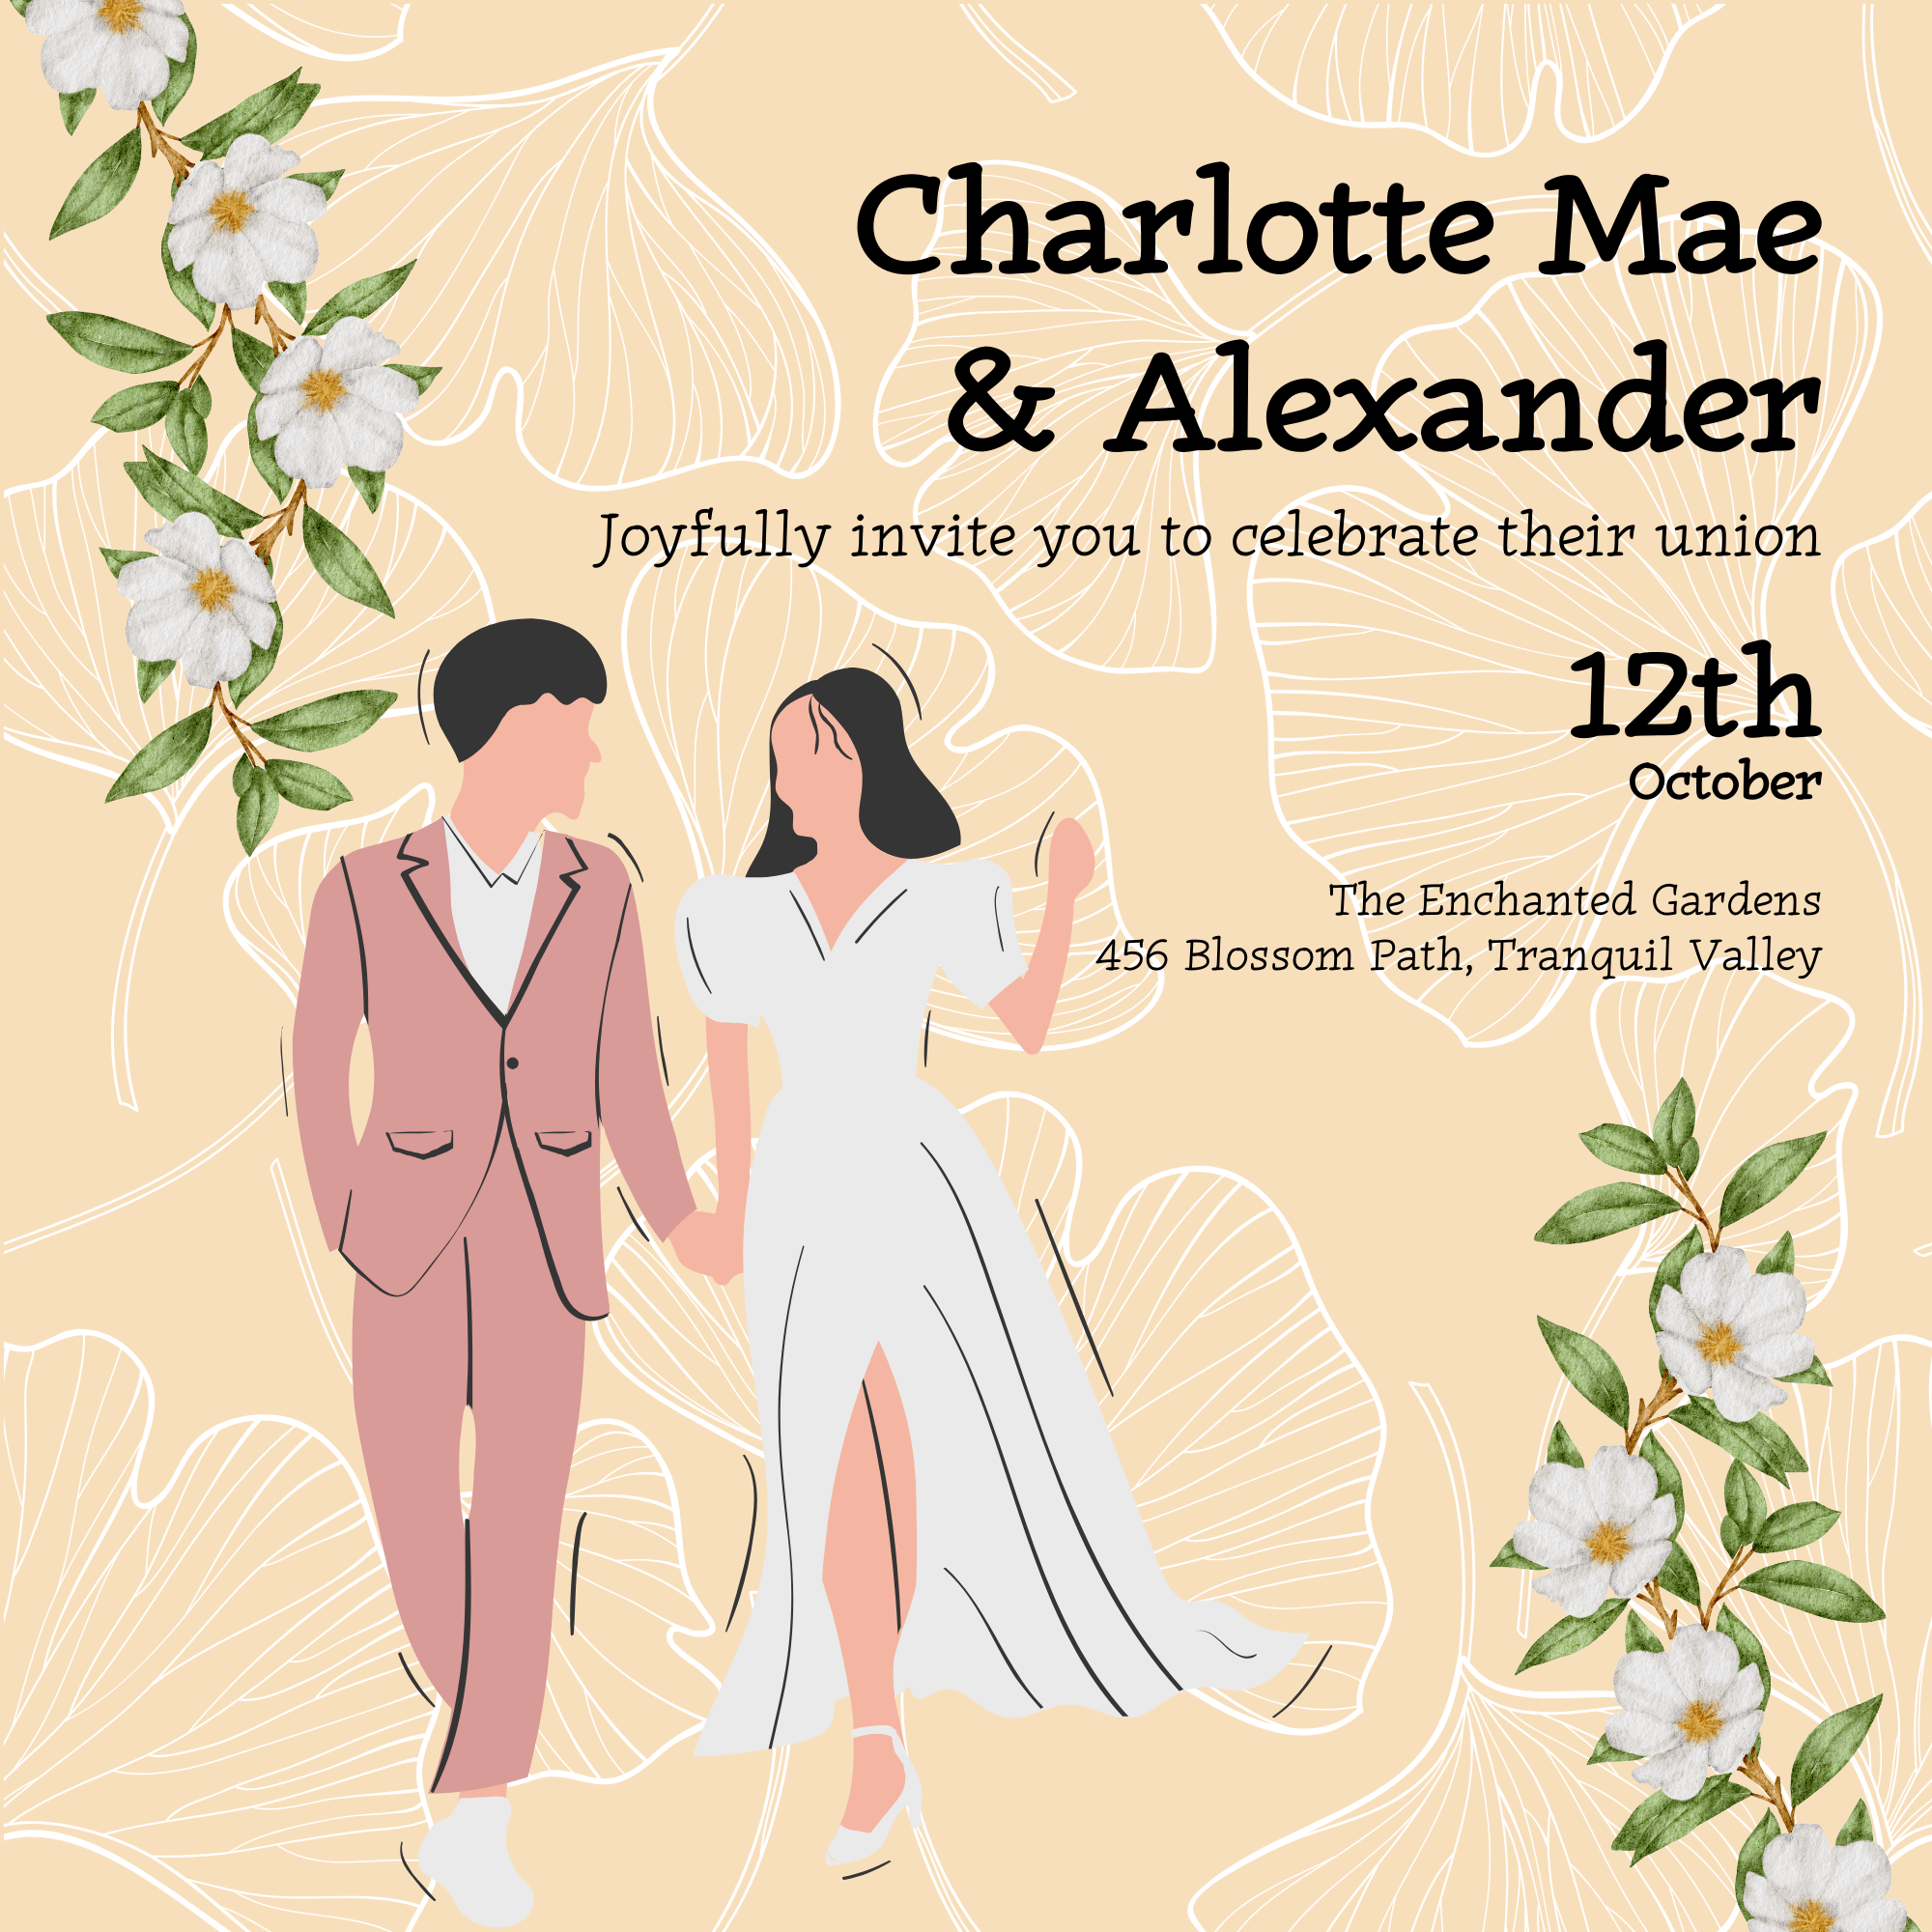 Charlotte Mae
& Alexander
Joyfully invite you to celebrate their union
12th
October
The Enchanted Gardens
456 Blossom Path, Tranquil Valley